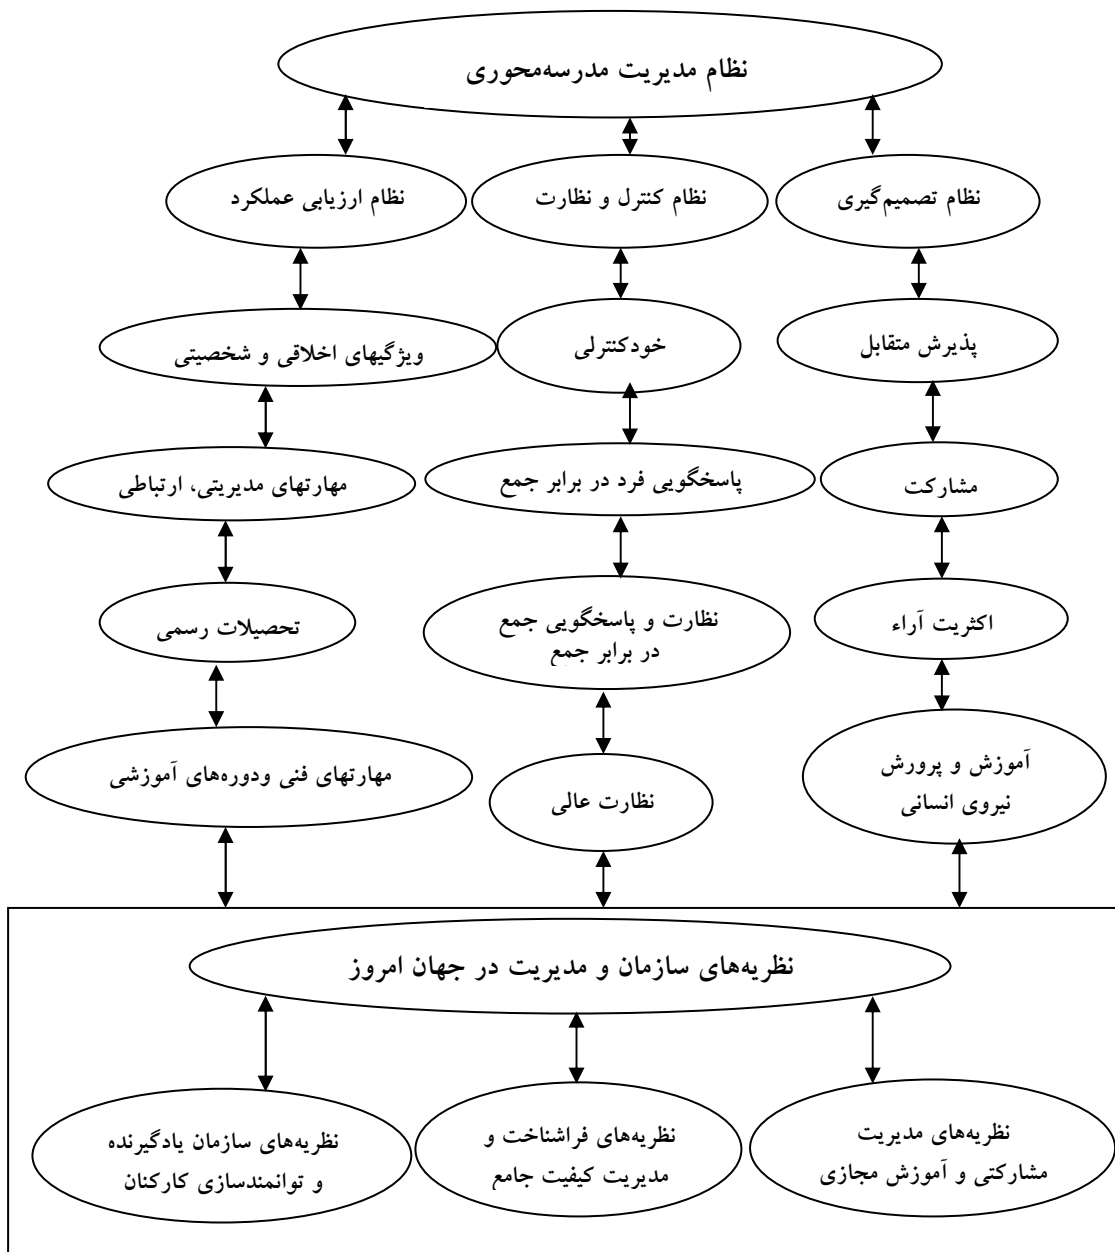 نظام مدیریت مدرسه‌محوری
نظام تصمیم‌گیری
نظام کنترل و نظارت
نظام ارزیابی عملکرد
پذیرش متقابل
خودکنترلی
ویژگیهای اخلاقی و شخصیتی
مشارکت
پاسخگویی فرد در برابر جمع
مهارتهای مدیریتی، ارتباطی
اکثریت آراء
نظارت و پاسخگویی جمع
در برابر جمع
تحصیلات رسمی
آموزش و پرورش
نیروی انسانی
نظارت عالی
مهارتهای فنی ودوره‌های آموزشی
نظریه‌های سازمان و مدیریت در جهان امروز
نظریه‌های مدیریت
مشارکتی و آموزش مجازی
نظریه‌های فراشناخت و
مدیریت کیفیت جامع
نظریه‌های سازمان یادگیرنده
و توانمندسازی کارکنان